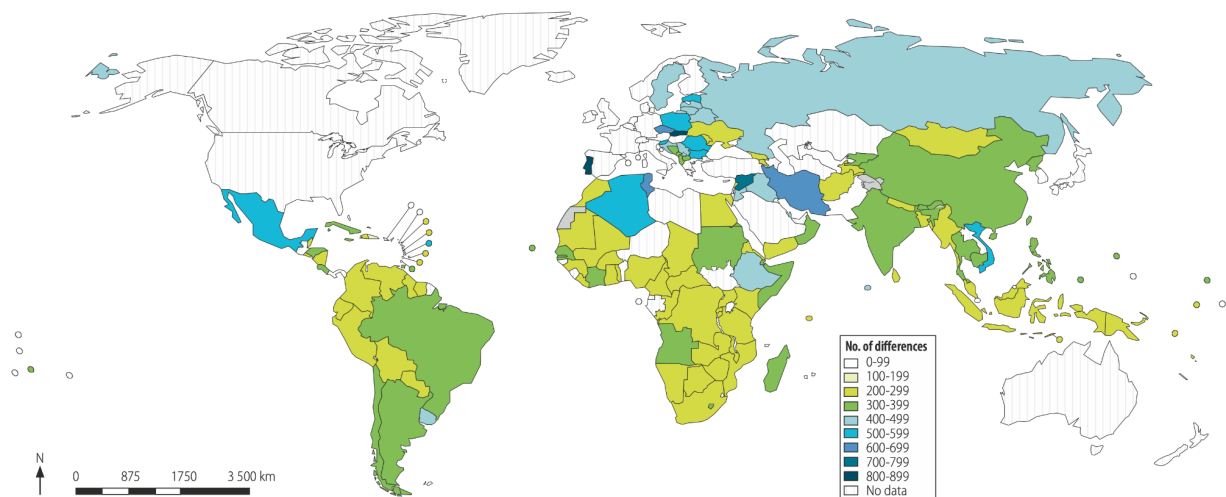 No. of differences
0-99
100-199
200-299
300-399
400-499
500-599
600-699
700-799
800-899
No data
N
0 875 1750 3 500 km